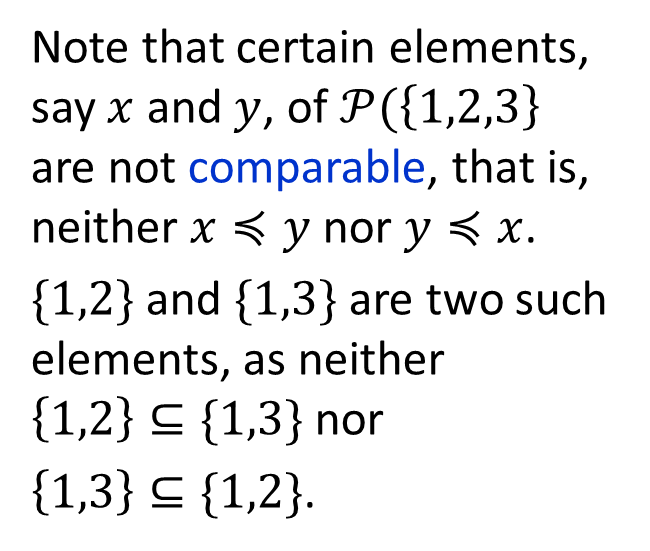 Note that certain elements,
say 𝑥 and 𝑦, of 𝒫({1,2,3}
are not comparable, that is,
neither 𝑥 ≼ 𝑦 nor 𝑦 ≼ 𝑥.
{1,2} and {1,3} are two such
elements, as neither
{1,2} ⊆ {1,3} nor
{1,3} ⊆ {1,2}.